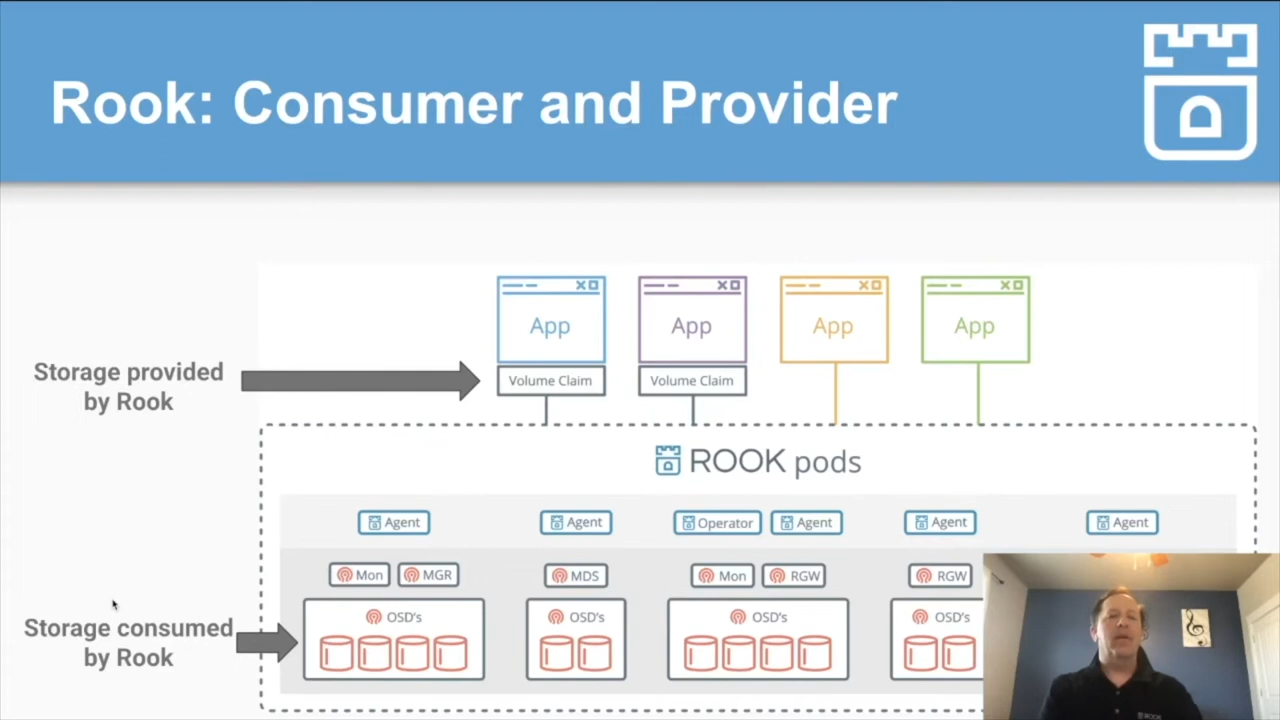 Rook: Consumer and Provider
App App App App
Storage provided
by Rook
Volume Claim Volume Claim
ROOK pods
Agent Agent Operator Agent Agent Agent
Mon MGR MDS Mon RGW RGW
OSD's OSD's OSD's OSD's
Storage consumed
by Rook
ROOK